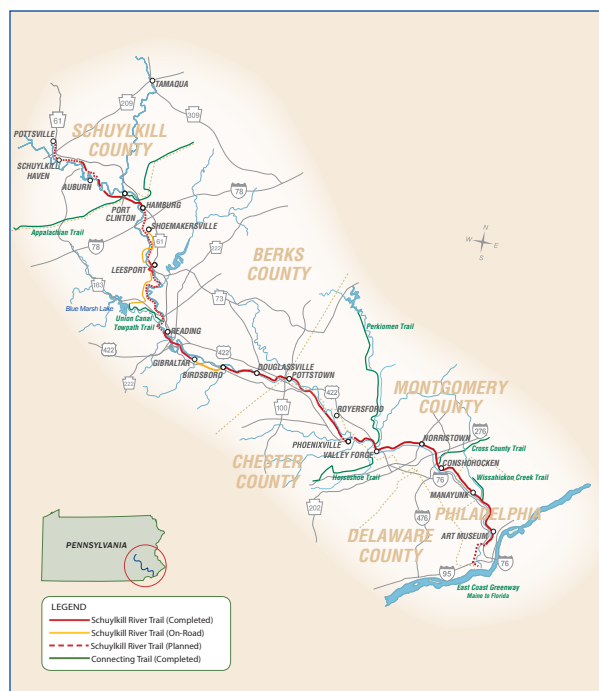 TAMAQUA
209
309
61
POTTSVILLE
SCHUYLKILL
COUNTY
SCHUYLKILL
HAVEN
AUBURN
78
PORT
CLINTON
HAMBURG
SHOEMAKERSVILLE
Appalachian Trail
61
78
222
BERKS
COUNTY
W
N
E
S
LEESPORT
183
Blue Marsh Lake
73
Union Canal
Towpath Trail
READING
Perkiomen Trail
422
422
GIBRALTAR
BIRDSBORO
DOUGLASSVILLE
POTTSTOWN
222
422
MONTGOMERY
COUNTY
100
ROYERSFORD
276
PHOENIXVILLE
NORRISTOWN
VALLEY FORGE
Cross County Trail
CHESTER
COUNTY
CONSHOHOCKEN
Horseshoe Trail
76
Wissahickon Creek Trail
MANAYUNK
202
476
PHILADELPHIA
DELAWARE
COUNTY
ART MUSEUM
95
76
East Coast Greenway
Maine to Florida
PENNSYLVANIA
LEGEND
Schuylkill River Trail (Completed)
Schuylkill River Trail (On-Road)
Schuylkill River Trail (Planned)
Connecting Trail (Completed)